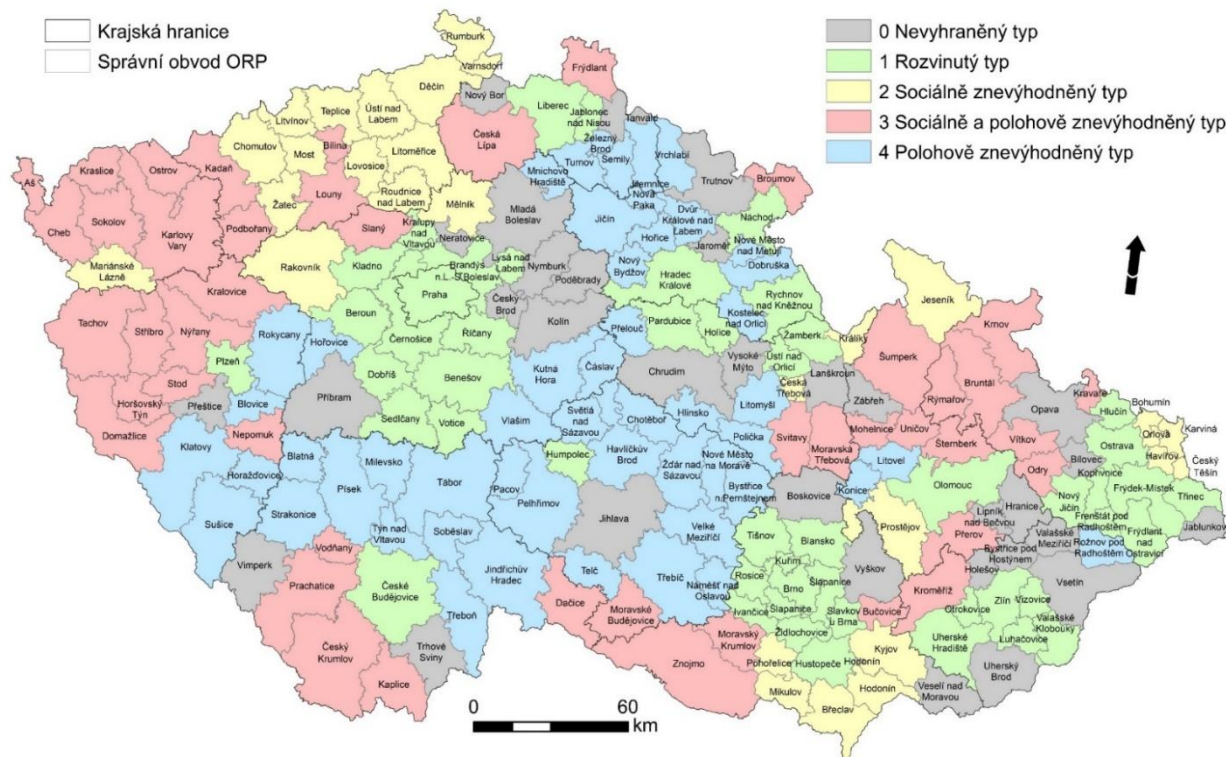 Krajská hranice
Správní obvod ORP
0 Nevyhraněný typ
1 Rozvinutý typ
2 Sociálně znevýhodněný typ
3 Sociálně a polohově znevýhodněný typ
4 Polohově znevýhodněný typ
Rumburk
Varnsdorf
Děčín
Nový Bor
Frýdlant
Liberec
Jablonec
nad Nisou
Tanvald
Železný
Brod
Semily
Turnov
Vrchlabí
Trutnov
Broumov
Teplice
Ústí nad
Labem
Litvínov
Chomutov
Most
Bílina
Lovosice
Litoměřice
Česká
Lípa
Mnichovo
Hradiště
Jilemnice
Nová
Paka
Dvůr
Králové nad
Labem
Náchod
Kraslice
Ostrov
Kadaň
Aš
Sokolov
Karlovy
Vary
Cheb
Podbořany
Žatec
Louny
Roudnice
nad Labem
Mělník
Slaný
Kralupy
nad
Vltavou
Neratovice
Mladá
Boleslav
Jičín
Hořice
Jaroměř
Nové Město
nad Metují
Dobruška
Mariánské
Lázně
Rakovník
Kladno
Brandýs
n.L.-S.Boleslav
Lysá nad
Labem
Nymburk
Poděbrady
Nový
Bydžov
Hradec
Králové
Rychnov
nad Kněžnou
Kostelec
nad Orlicí
Jeseník
Kralovice
Tachov
Stříbro
Nýřany
Plzeň
Rokycany
Hořovice
Beroun
Praha
Český
Brod
Kolín
Černošice
Říčany
Přelouč
Pardubice
Holice
Žamberk
Králíky
Ústí nad
Orlicí
Vysoké
Mýto
Chrudim
Česká
Třebová
Lanškroun
Šumperk
Krnov
Bruntál
Rýmařov
Stod
Horšovský
Týn
Přeštice
Blovice
Příbram
Dobříš
Benešov
Kutná
Hora
Čáslav
Zábřeh
Domažlice
Nepomuk
Sedlčany
Votice
Vlašim
Světlá
nad
Sázavou
Chotěboř
Hlinsko
Litomyšl
Polička
Svitavy
Moravská
Třebová
Mohelnice
Uničov
Šternberk
Opava
Kravaře
Hlučín
Bohumín
Karviná
Orlová
Havířov
Český
Těšín
Ostrava
Vítkov
Bílovec
Odry
Kopřivnice
Nový
Jičín
Frýdek-Místek
Třinec
Jablunkov
Klatovy
Horažďovice
Blatná
Milevsko
Tábor
Humpolec
Havlíčkův
Brod
Žďár nad
Sázavou
Nové Město
na Moravě
Bystřice
n.Pernštejnem
Boskovice
Konice
Litovel
Olomouc
Hranice
Lipník
nad Bečvou
Valašské
Meziříčí
Frenštát pod
Radhoštěm
Rožnov pod
Radhoštěm
Frýdlant
nad
Ostravicí
Sušice
Strakonice
Písek
Týn nad
Vltavou
Soběslav
Pacov
Pelhřimov
Jihlava
Velké
Meziříčí
Tišnov
Blansko
Prostějov
Přerov
Bystřice pod
Hostýnem
Holešov
Vsetín
Vimperk
Vodňany
Prachatice
České
Budějovice
Jindřichův
Hradec
Třeboň
Telč
Třebíč
Náměšť nad
Oslavou
Rosice
Kuřim
Brno
Šlapanice
Šlapanice
Ivančice
Židlochovice
Slavkov
u Brna
Vyškov
Bučovice
Kroměříž
Otrokovice
Zlín
Vizovice
Valašské
Klobouky
Luhačovice
Uherské
Hradiště
Uherský
Brod
Český
Krumlov
Kaplice
Trhové
Sviny
Dačice
Moravské
Budějovice
Znojmo
Moravský
Krumlov
Pohořelice
Hustopeče
Hodonín
Kyjov
Mikulov
Břeclav
Hodonín
Veselí nad
Moravou
0
60
km